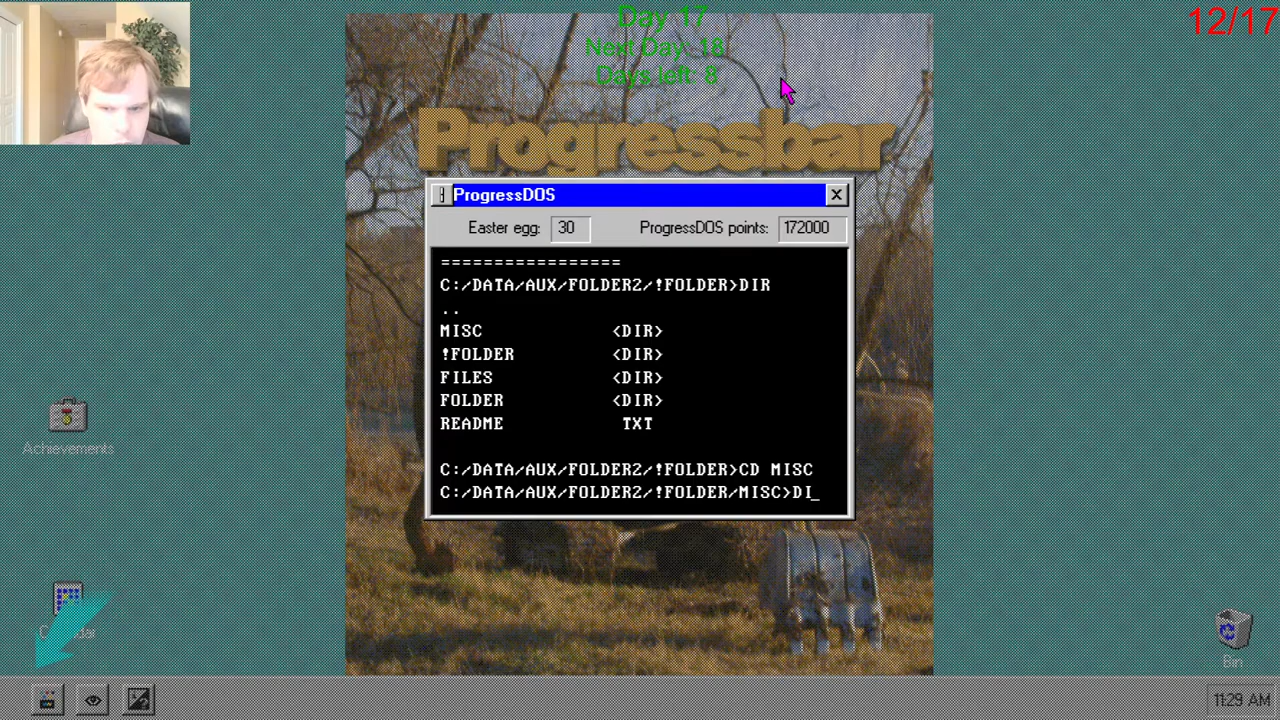 Day 17
Next Day: 18
Days left: 8
12/17
Progressbar
ProgressDOS
Easter egg: 30 ProgressDOS points: 172000
=================
C:/DATA/AUX/FOLDER2/!FOLDER>DIR
..
MISC <DIR>
!FOLDER <DIR>
FILES <DIR>
FOLDER <DIR>
README TXT
C:/DATA/AUX/FOLDER2/!FOLDER>CD MISC
C:/DATA/AUX/FOLDER2/!FOLDER/MISC>DI_
Achievements
Bin
11:29 AM